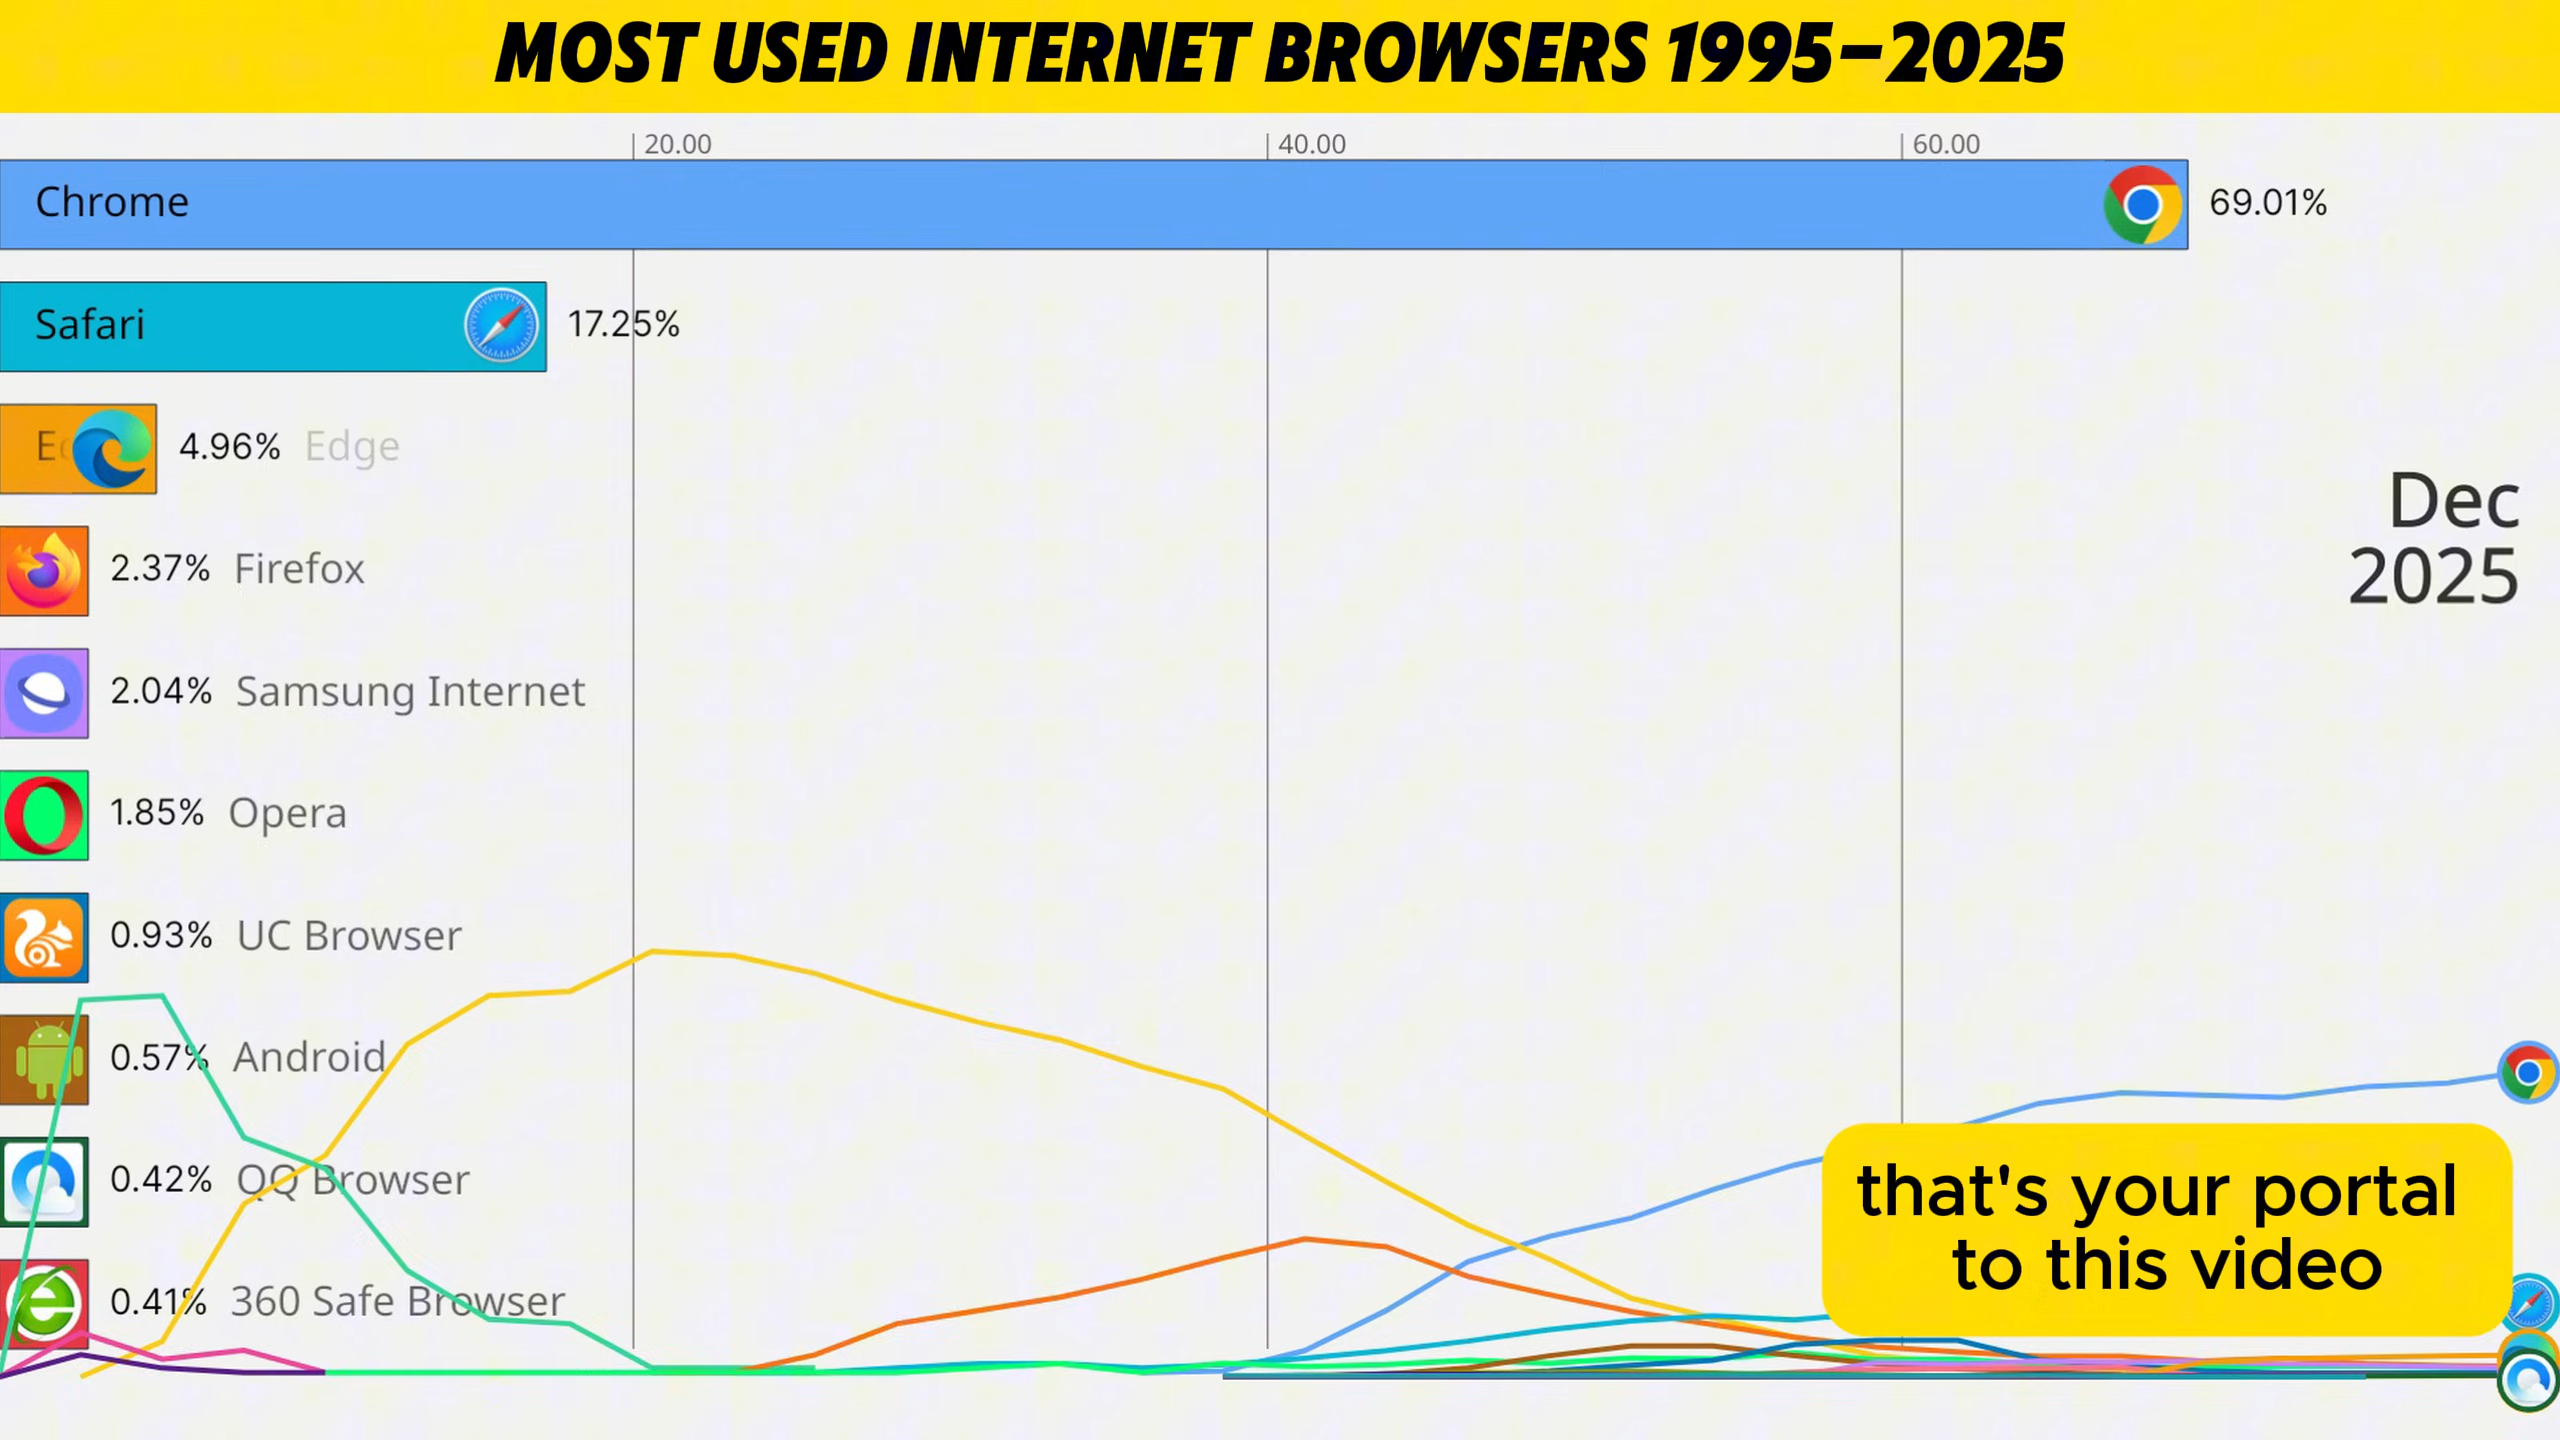 MOST USED INTERNET BROWSERS 1995–2025
20.00 40.00 60.00
Chrome 69.01%
Safari 17.25%
4.96% Edge
2.37% Firefox
2.04% Samsung Internet
1.85% Opera
0.93% UC Browser
0.57% Android
0.42% QQ Browser
0.41% 360 Safe Browser
Dec
2025
that's your portal
to this video